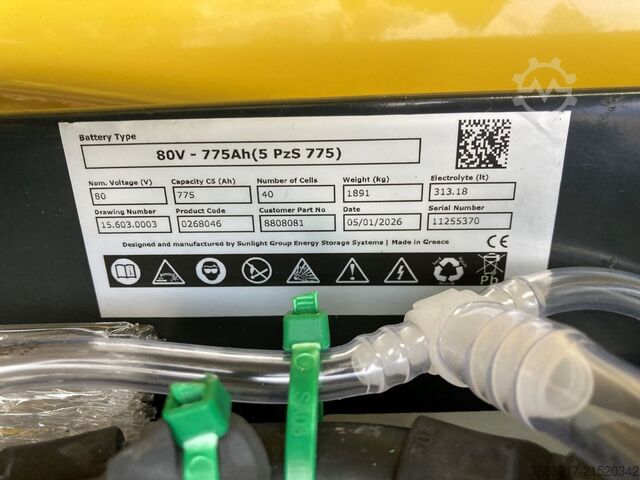 Battery Type
80V - 775Ah(5 PzS 775)
Nom. Voltage (V) Capacity C5 (Ah) Number of Cells Weight (kg) Electrolyte (lt)
80 775 40 1891 313.18
Drawing Number Product Code Customer Part No Date Serial Number
15.603.0003 0268046 8808081 05/01/2026 11255370
Designed and manufactured by Sunlight Group Energy Storage Systems | Made in Greece CE
Pb
7683217-21520342